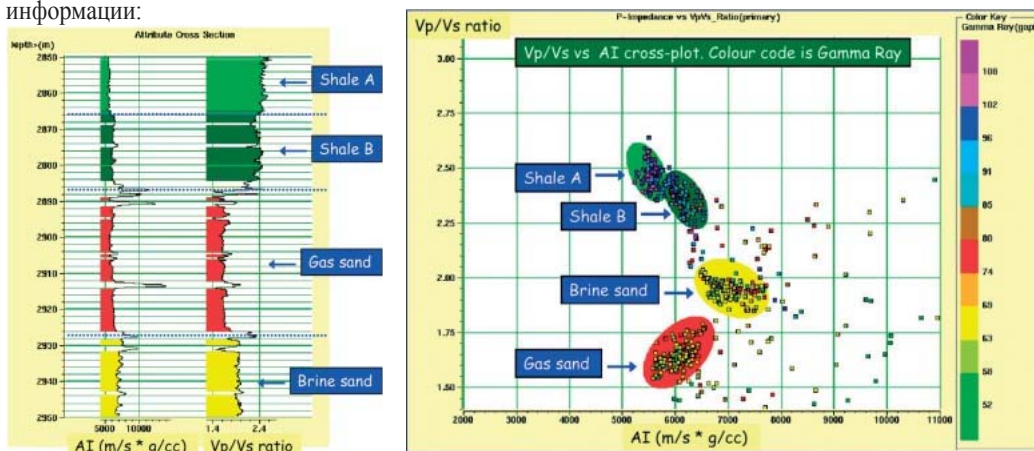 информации:
Attribute Cross Section
Depth>(m)
2850
2860
2870
2880
2890
2900
2910
2920
2930
2940
2950
Shale A
Shale B
Gas sand
Brine sand
5000 10000 1.4 2.4
AI (m/s * g/cc) Vp/Vs ratio
Vp/Vs ratio
P-Impedance vs VpVs_Ratio(primary)
Vp/Vs vs AI cross-plot. Colour code is Gamma Ray
3.00
2.50
2.25
2.00
1.75
1.50
Shale A
Shale B
Brine sand
Gas sand
2000 3000 4000 5000 6000 7000 8000 9000 10000 11000
AI (m/s * g/cc)
Color Key
Gamma Ray(gap
108
102
96
91
85
80
74
69
63
58
52